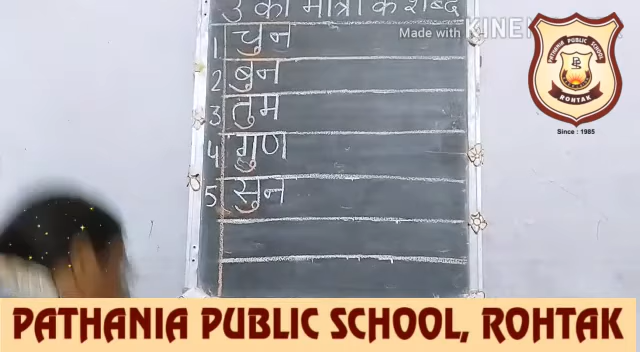 उ की मात्रा के शब्द
Made with KINE
1 चुन
2 बुन
3 तुम
4 गुण
5 सुन
PATHANIA PUBLIC SCHOOL
PS
ROHTAK
Since : 1985
PATHANIA PUBLIC SCHOOL, ROHTAK